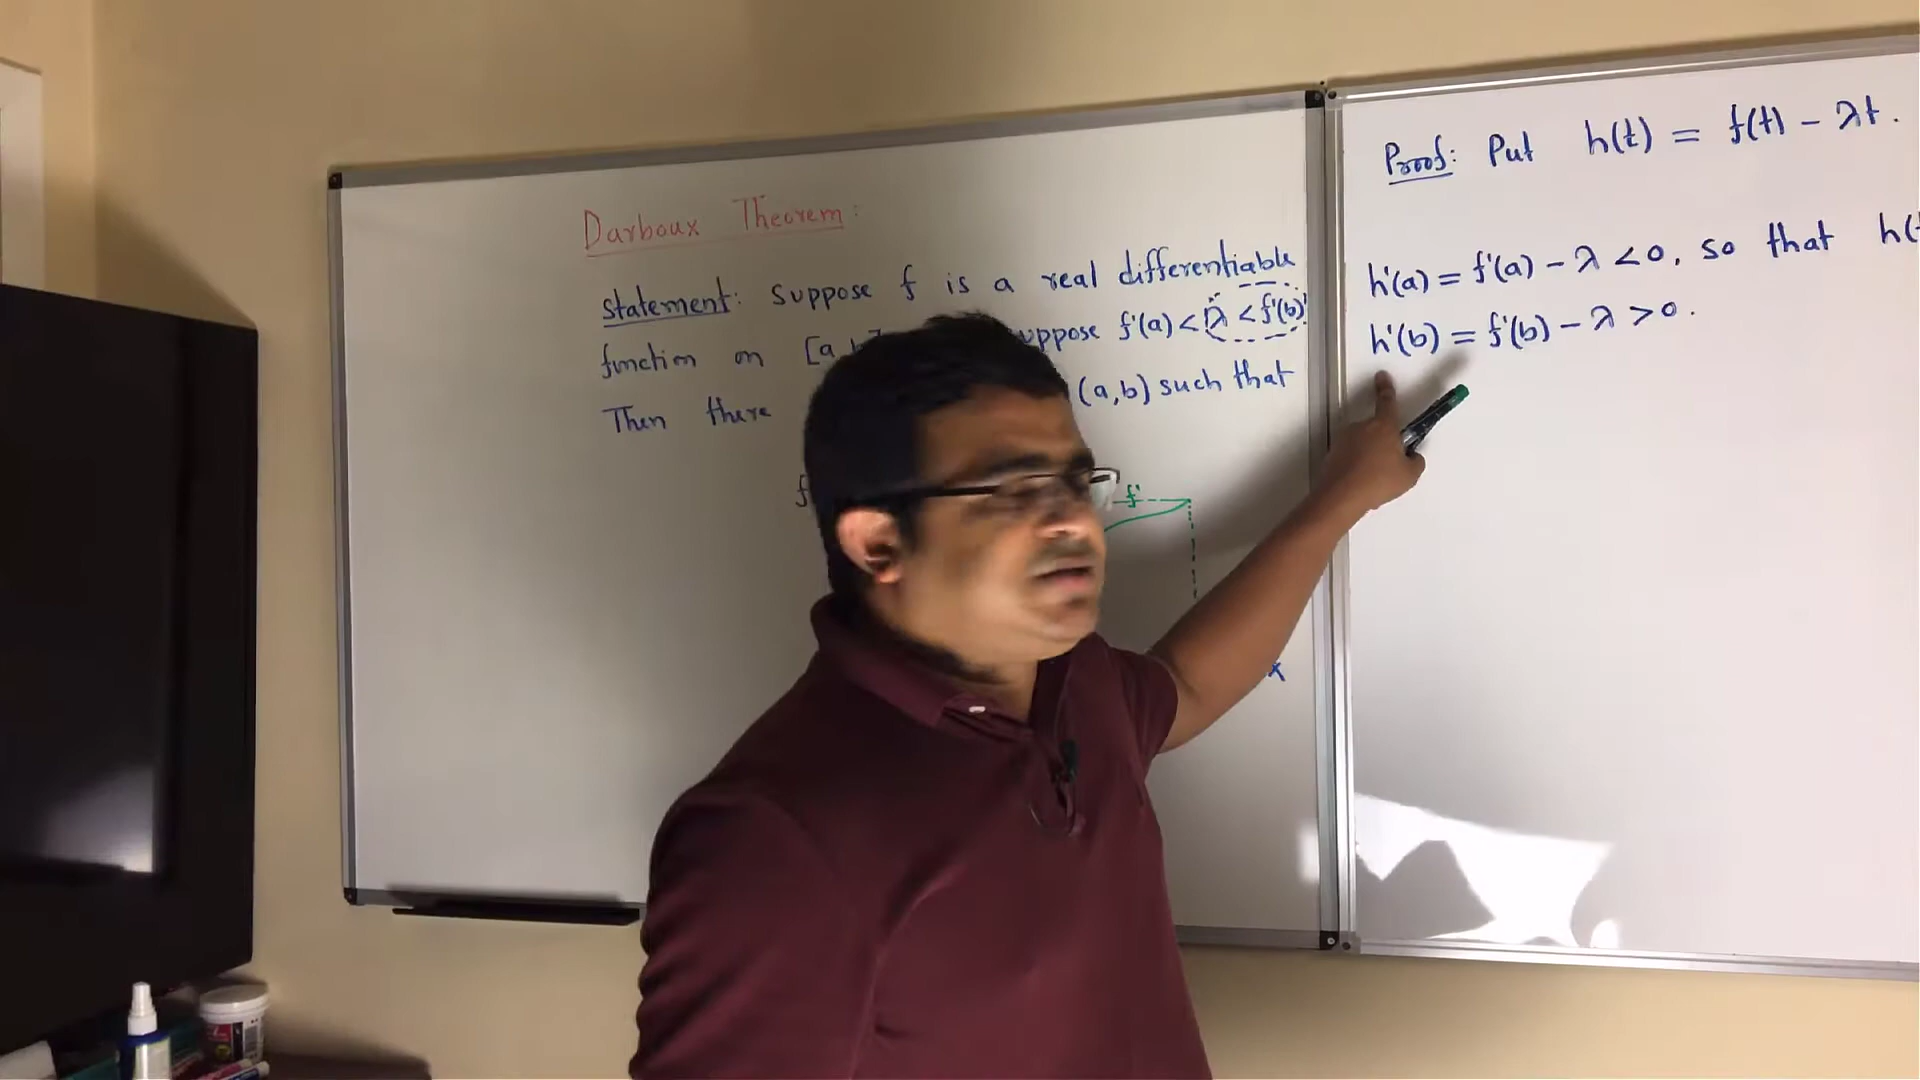 Darboux Theorem:
statement: suppose f is a real differentiable
function on [a, suppose f'(a) < λ < f'(b)
Then there (a,b) such that
f
f'
x
Proof: Put h(t) = f(t) - λt.
h'(a) = f'(a) - λ < 0, so that h(t
h'(b) = f'(b) - λ > 0.